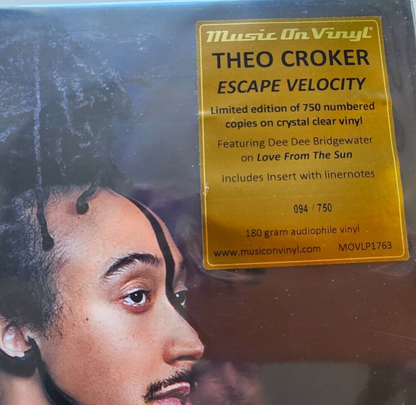 Music On Vinyl
THEO CROKER
ESCAPE VELOCITY
Limited edition of 750 numbered
copies on crystal clear vinyl
Featuring Dee Dee Bridgewater
on Love From The Sun
Includes Insert with linernotes
094 / 750
180 gram audiophile vinyl
www.musiconvinyl.com MOVLP1763